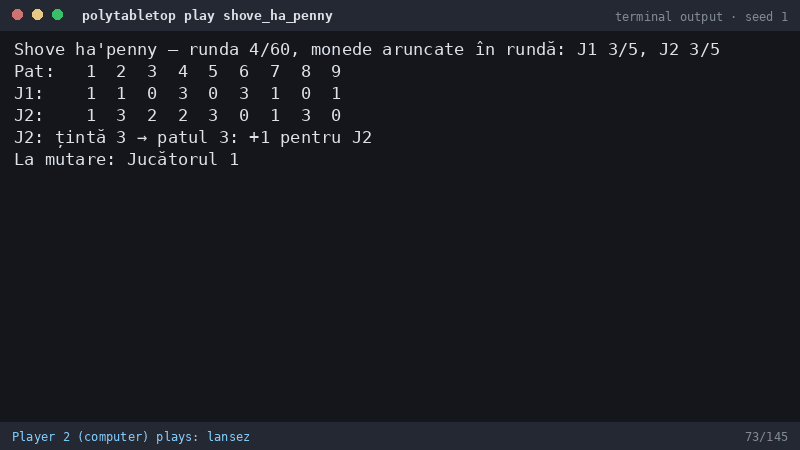 polytabletop play shove_ha_penny
terminal output · seed 1
Shove ha'penny — runda 4/60, monede aruncate în rundă: J1 3/5, J2 3/5
Pat: 1 2 3 4 5 6 7 8 9
J1: 1 1 0 3 0 3 1 0 1
J2: 1 3 2 2 3 0 1 3 0
J2: țintă 3 → patul 3: +1 pentru J2
La mutare: Jucătorul 1
Player 2 (computer) plays: lansez
73/145